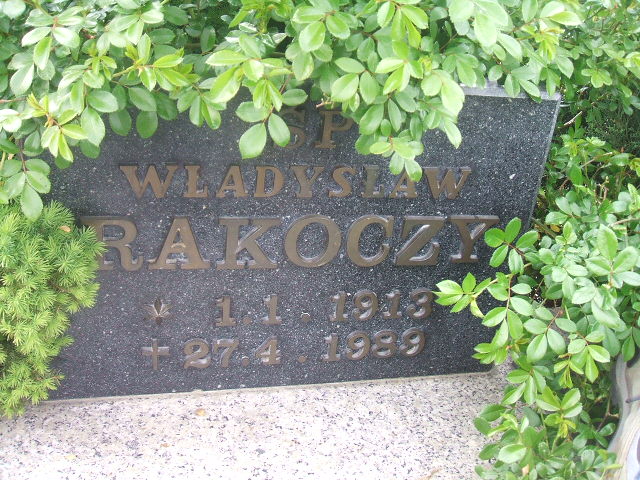 SP
WŁADYSŁAW
RAKOCZY
1.1.1913
27.4.1989